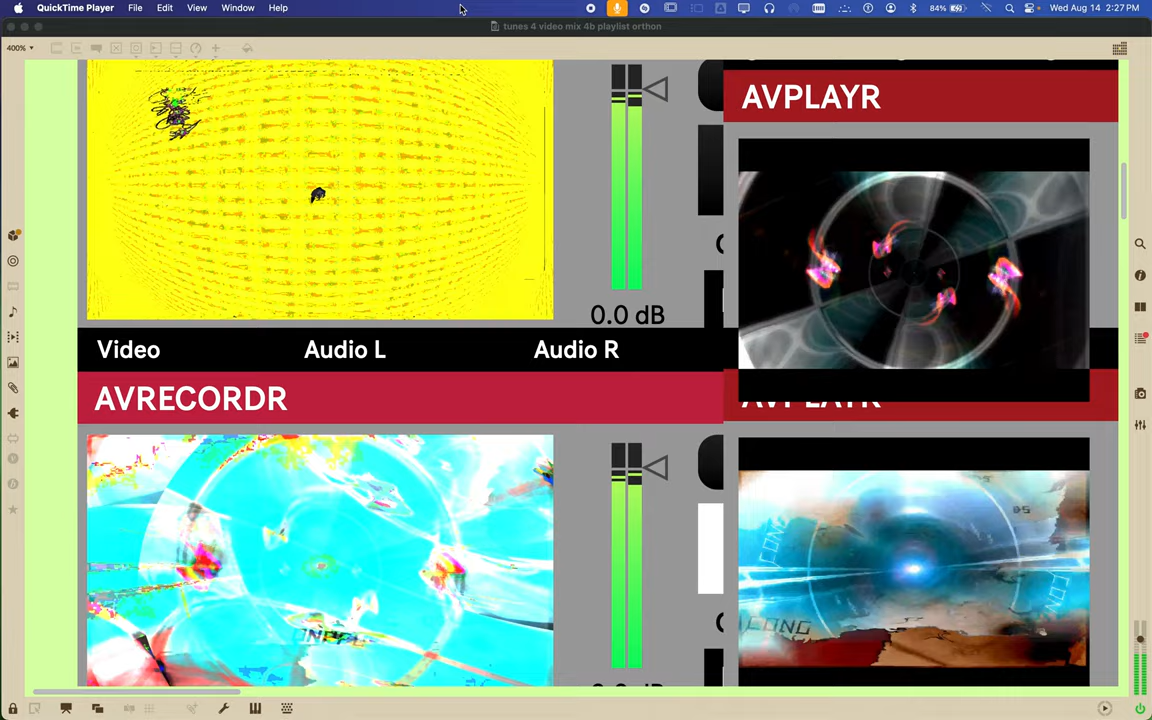 QuickTime Player File Edit View Window Help 84% Wed Aug 14 2:27 PM
tunes 4 video mix 4b playlist orthon
400%
AVPLAYR
0.0 dB
Video Audio L Audio R
AVRECORDR